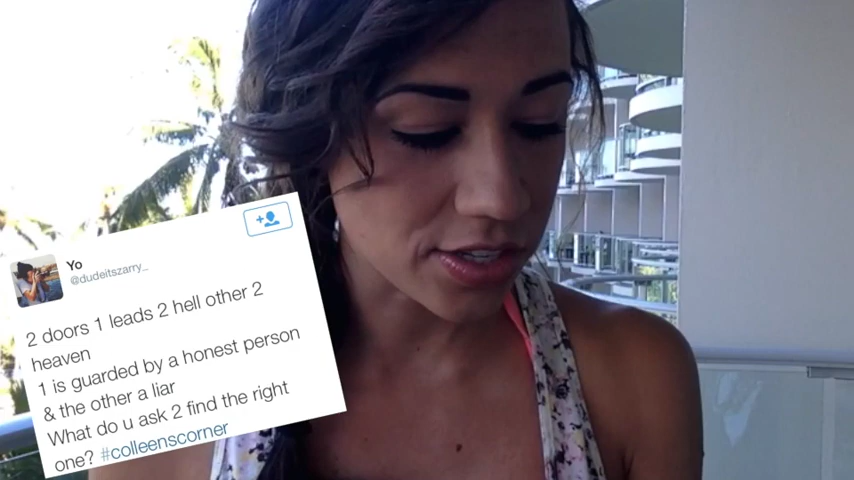 Yo
@dudeitszarry_
2 doors 1 leads 2 hell other 2
heaven
1 is guarded by a honest person
& the other a liar
What do u ask 2 find the right
one? #colleenscorner